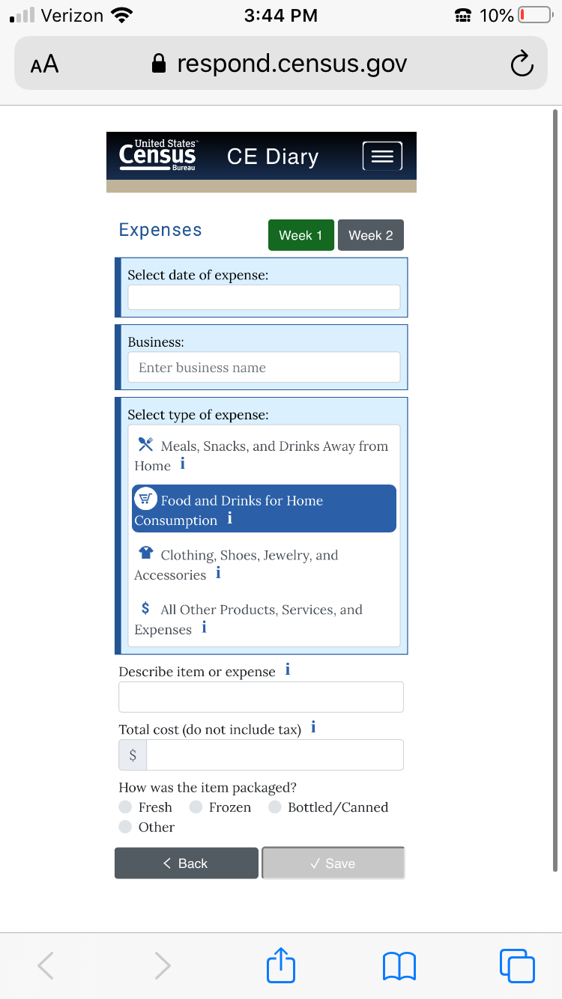 Verizon 3:44 PM 10%
AA respond.census.gov
United States™
Census CE Diary
Bureau
Expenses Week 1 Week 2
Select date of expense:
Business:
Enter business name
Select type of expense:
Meals, Snacks, and Drinks Away from
Home i
Food and Drinks for Home
Consumption i
Clothing, Shoes, Jewelry, and
Accessories i
$ All Other Products, Services, and
Expenses i
Describe item or expense i
Total cost (do not include tax) i
$
How was the item packaged?
Fresh Frozen Bottled/Canned
Other
< Back ✓ Save